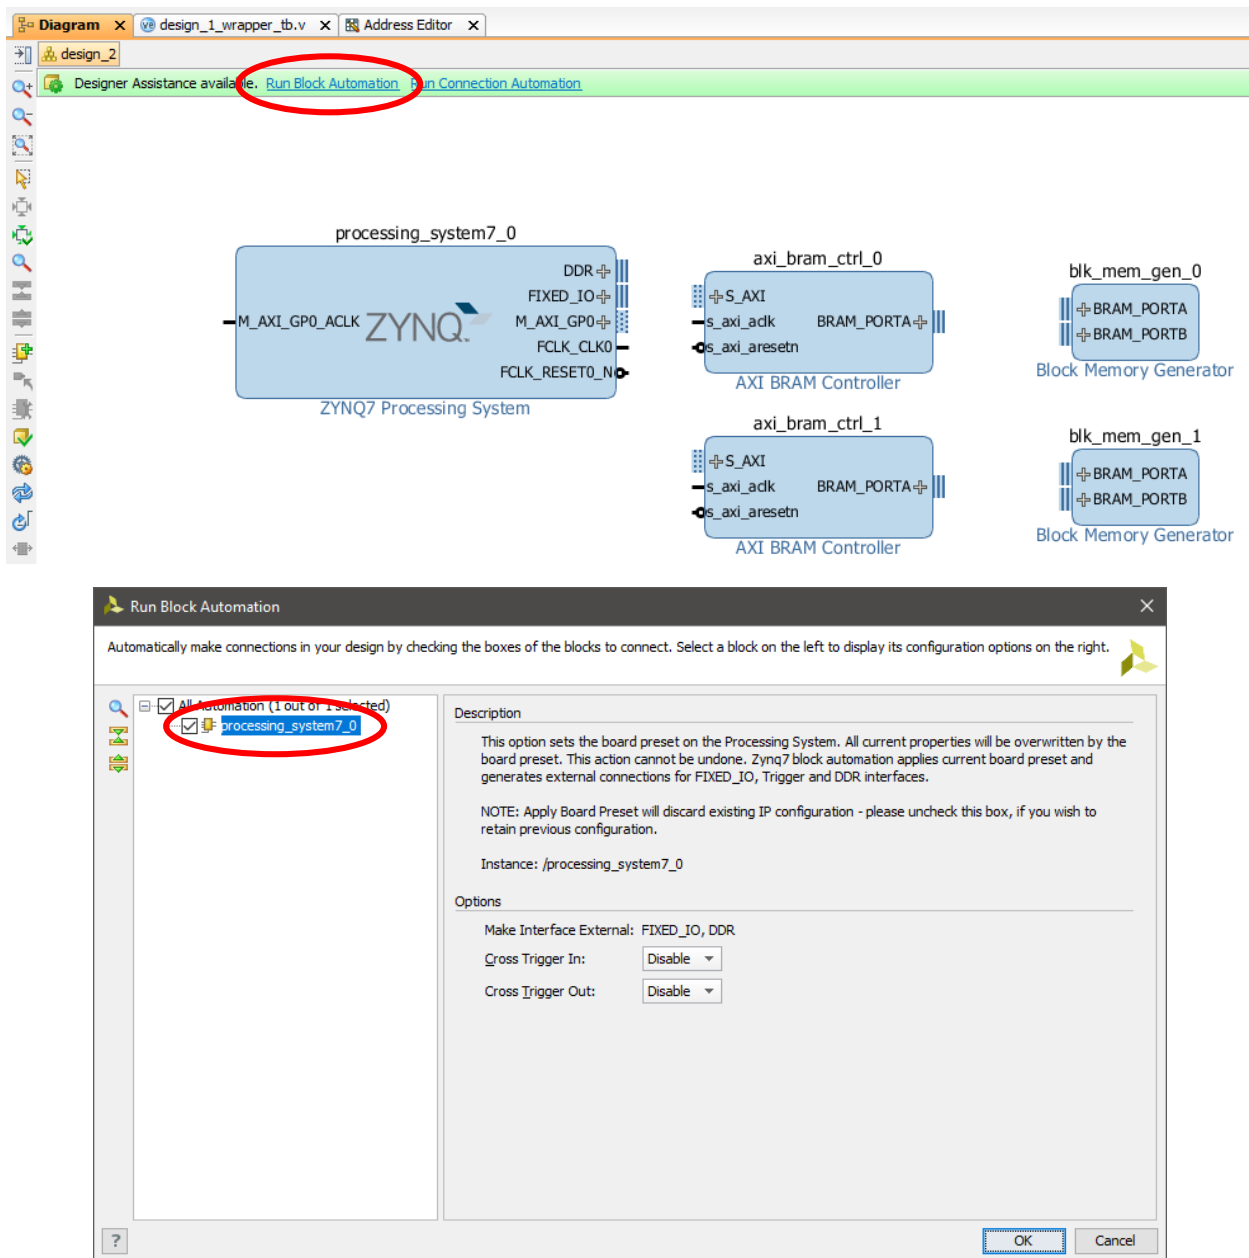 Diagram X design_1_wrapper_tb.v X Address Editor X
design_2
Designer Assistance available. Run Block Automation Run Connection Automation
processing_system7_0
DDR
FIXED_IO
M_AXI_GP0_ACLK ZYNQ M_AXI_GP0
FCLK_CLK0
FCLK_RESET0_N
ZYNQ7 Processing System
axi_bram_ctrl_0
S_AXI
s_axi_aclk BRAM_PORTA
s_axi_aresetn
AXI BRAM Controller
blk_mem_gen_0
BRAM_PORTA
BRAM_PORTB
Block Memory Generator
axi_bram_ctrl_1
S_AXI
s_axi_aclk BRAM_PORTA
s_axi_aresetn
AXI BRAM Controller
blk_mem_gen_1
BRAM_PORTA
BRAM_PORTB
Block Memory Generator
Run Block Automation
Automatically make connections in your design by checking the boxes of the blocks to connect. Select a block on the left to display its configuration options on the right.
All Automation (1 out of 1 selected)
processing_system7_0
Description
This option sets the board preset on the Processing System. All current properties will be overwritten by the
board preset. This action cannot be undone. Zynq7 block automation applies current board preset and
generates external connections for FIXED_IO, Trigger and DDR interfaces.
NOTE: Apply Board Preset will discard existing IP configuration - please uncheck this box, if you wish to
retain previous configuration.
Instance: /processing_system7_0
Options
Make Interface External: FIXED_IO, DDR
Cross Trigger In: Disable
Cross Trigger Out: Disable
? OK Cancel